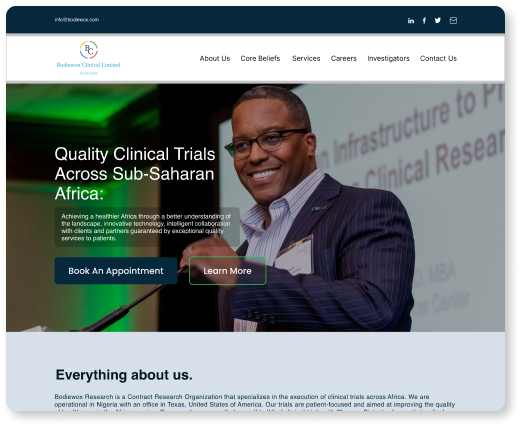 info@bodiewox.com
BC
Bodiewox Clinical Limited
About Us Core Beliefs Services Careers Investigators Contact Us
Infrastructure to P
Clinical Resear
MBA
Center
Quality Clinical Trials
Across Sub-Saharan
Africa:
Achieving a healthier Africa through a better understanding of
the landscape, innovative technology, intelligent collaboration
with clients and partners guaranteed by exceptional quality
services to patients.
Book An Appointment Learn More
Everything about us.
Bodiewox Research is a Contract Research Organization that specializes in the execution of clinical trials across Africa. We are
operational in Nigeria with an office in Texas, United States of America. Our trials are patient-focused and aimed at improving the quality